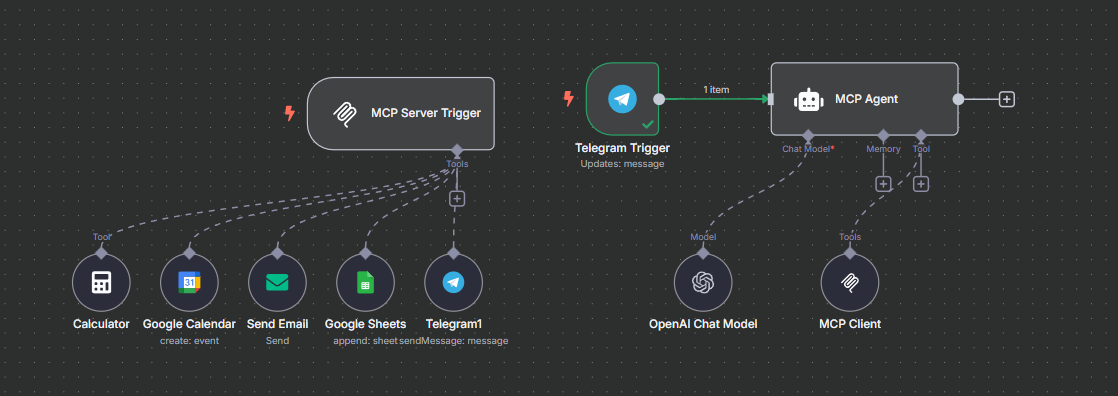 MCP Server Trigger
Tools
Tool
Calculator
31
Google Calendar
create: event
Send Email
Send
Google Sheets
append: sheet
Telegram1
sendMessage: message
Telegram Trigger
Updates: message
1 item
MCP Agent
Chat Model*
Memory
Tool
Model
OpenAI Chat Model
Tools
MCP Client